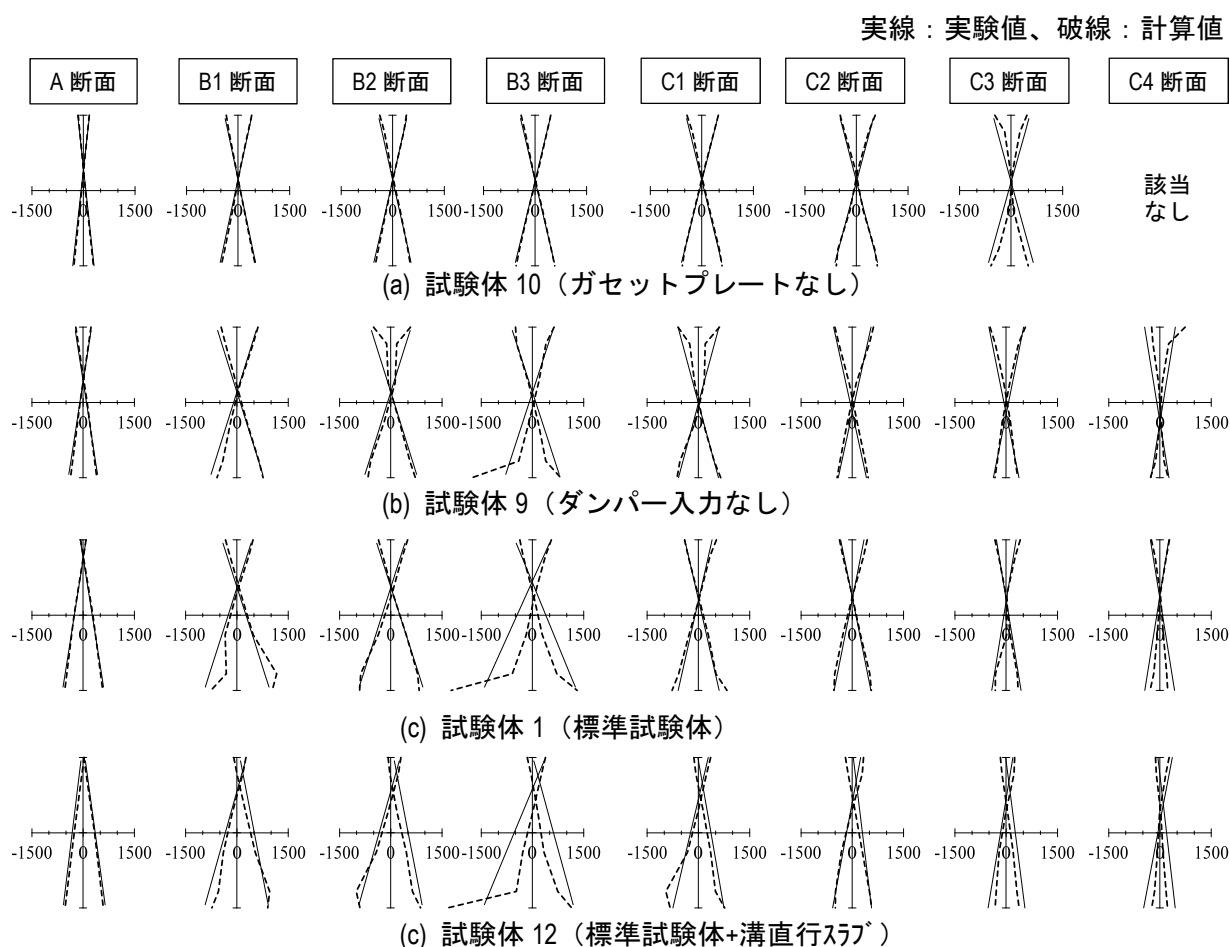 実線：実験値、破線：計算値
A 断面 B1 断面 B2 断面 B3 断面 C1 断面 C2 断面 C3 断面 C4 断面
-1500 0 1500 -1500 0 1500 -1500 0 1500 -1500 0 1500 -1500 0 1500 -1500 0 1500 -1500 0 1500 該当
なし
(a) 試験体 10（ガセットプレートなし）
-1500 0 1500 -1500 0 1500 -1500 0 1500 -1500 0 1500 -1500 0 1500 -1500 0 1500 -1500 0 1500 -1500 0 1500
(b) 試験体 9（ダンパー入力なし）
-1500 0 1500 -1500 0 1500 -1500 0 1500 -1500 0 1500 -1500 0 1500 -1500 0 1500 -1500 0 1500 -1500 0 1500
(c) 試験体 1（標準試験体）
-1500 0 1500 -1500 0 1500 -1500 0 1500 -1500 0 1500 -1500 0 1500 -1500 0 1500 -1500 0 1500 -1500 0 1500
(c) 試験体 12（標準試験体+溝直行ｽﾗﾌﾞ）